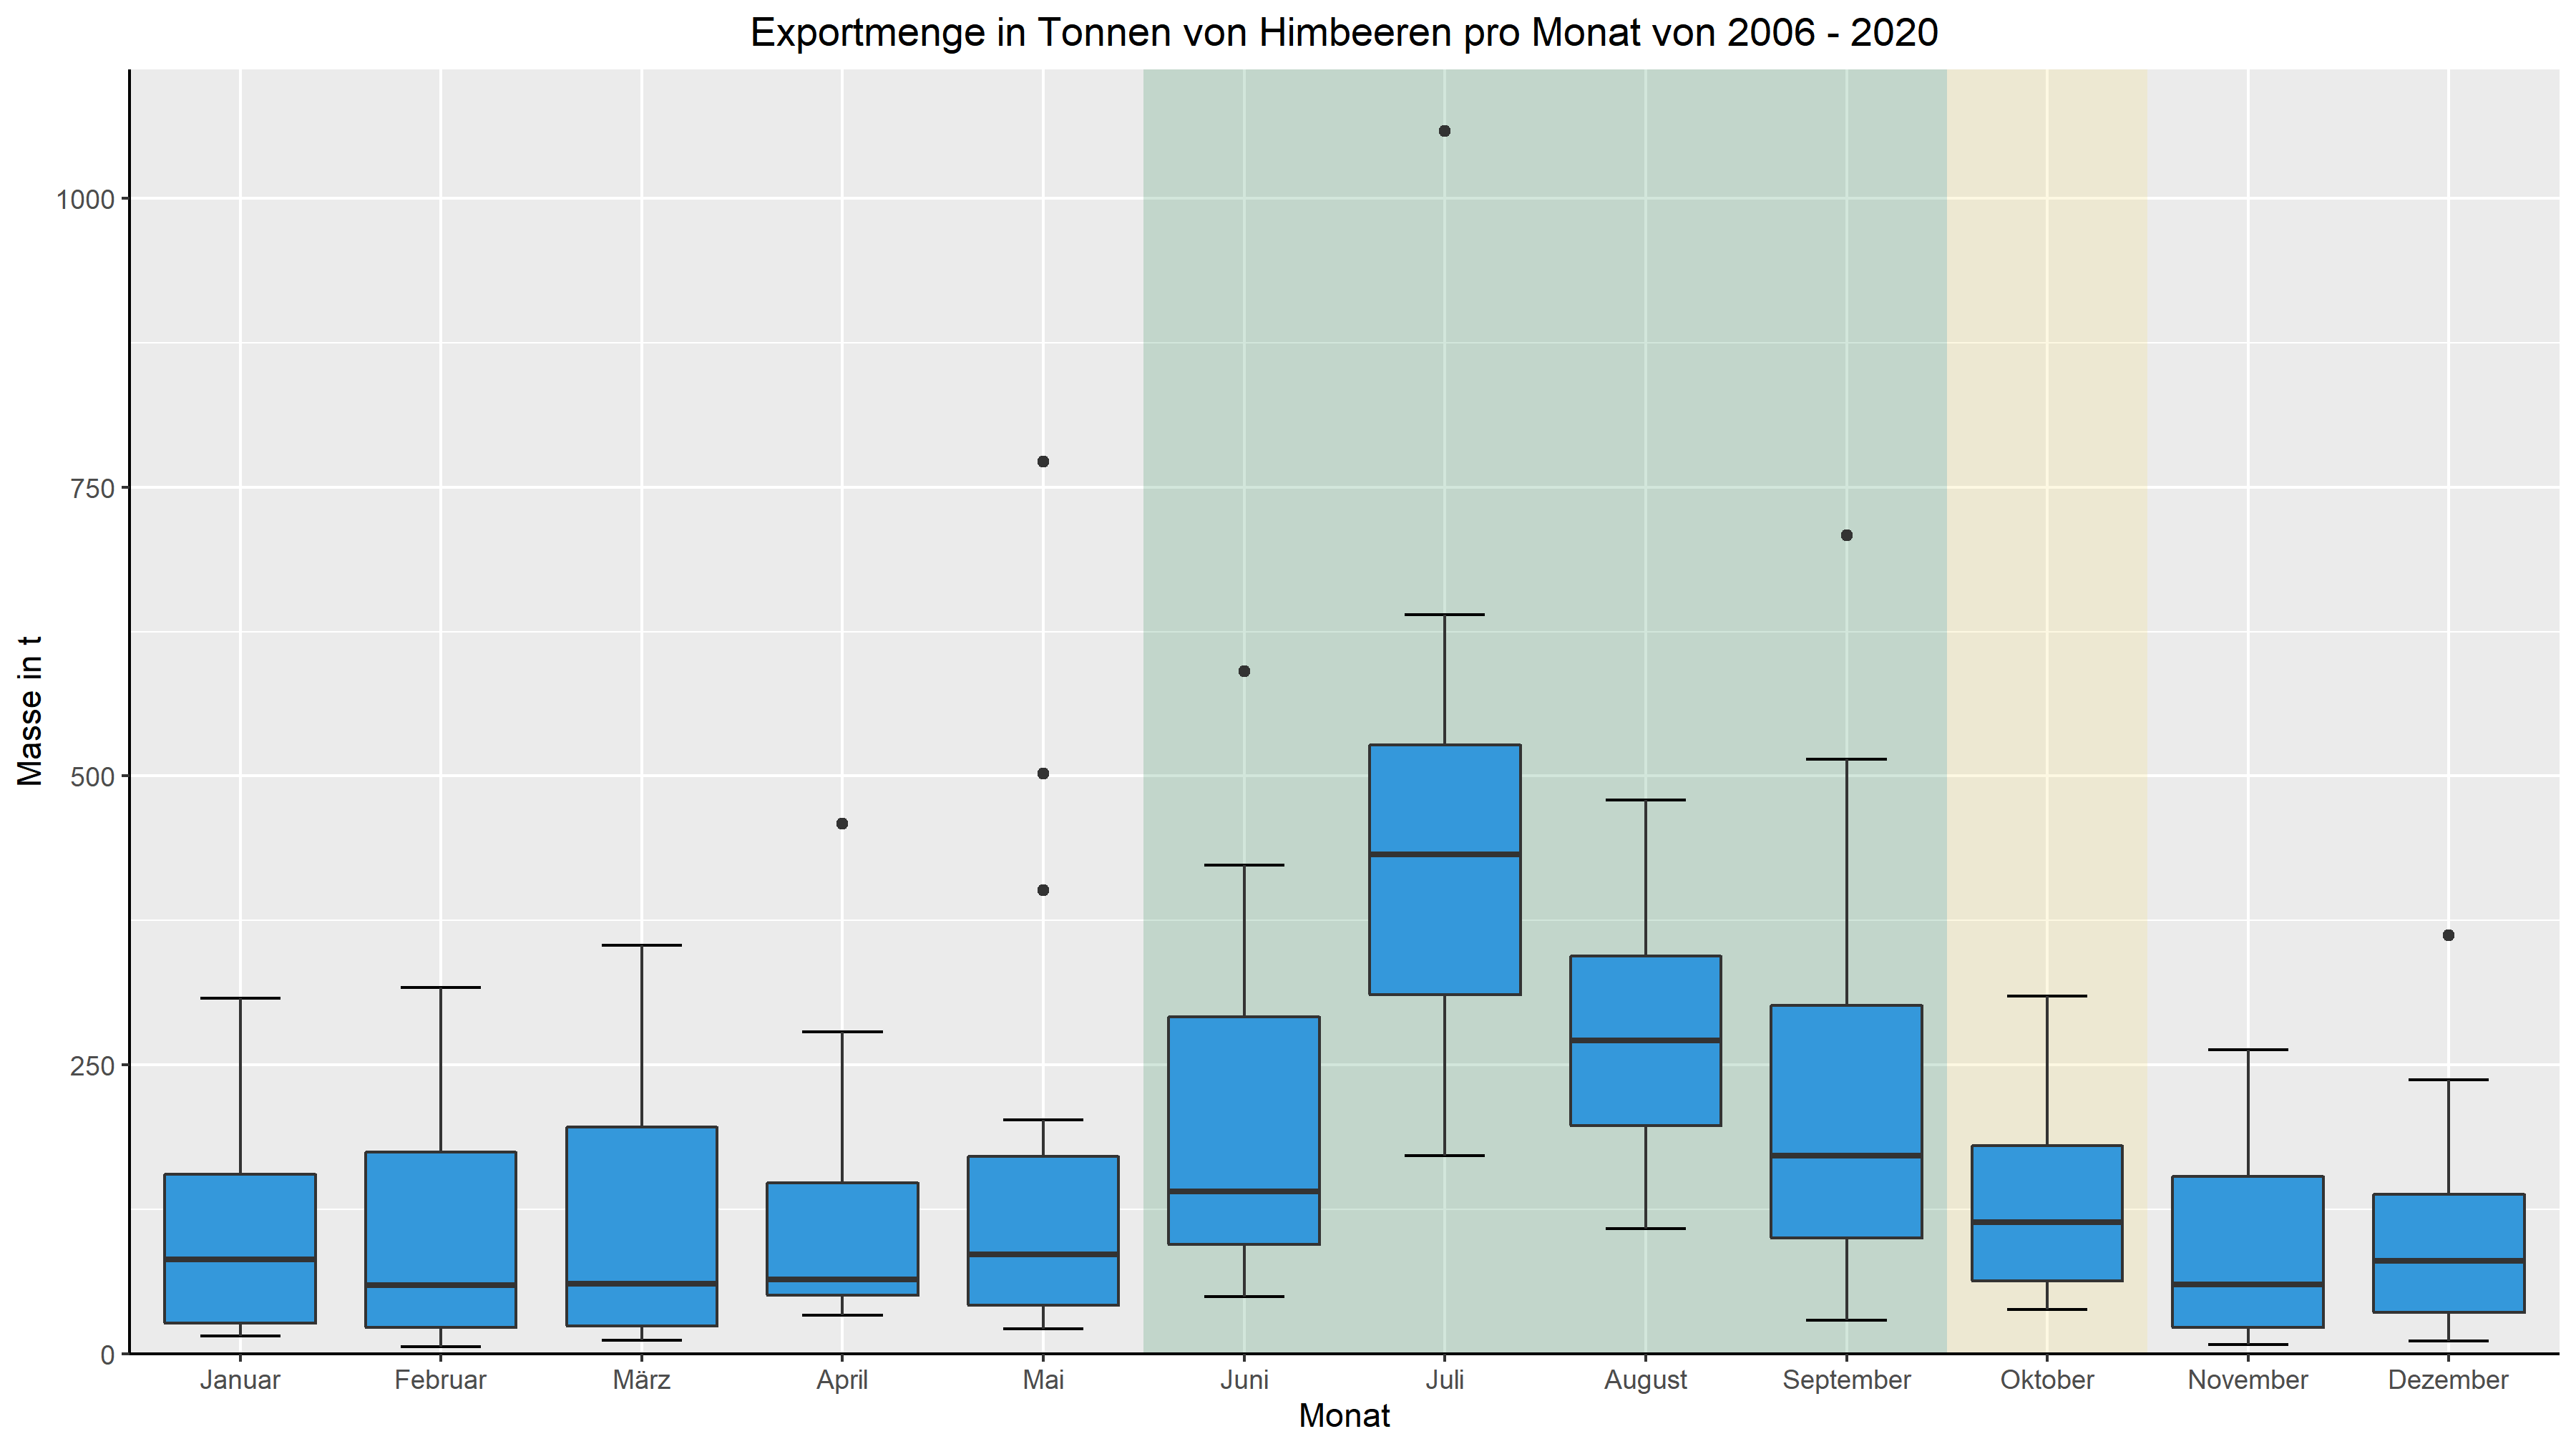 Exportmenge in Tonnen von Himbeeren pro Monat von 2006 - 2020
Masse in t
1000
750
500
250
0
Januar Februar März April Mai Juni Juli August September Oktober November Dezember
Monat